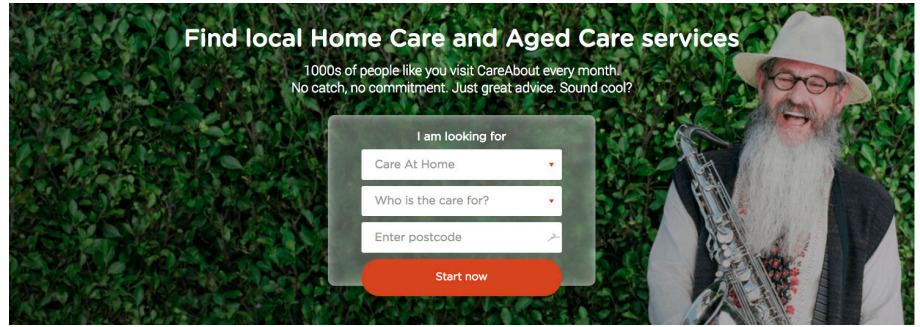 Find local Home Care and Aged Care services
1000s of people like you visit CareAbout every month.
No catch, no commitment. Just great advice. Sound cool?
I am looking for
Care At Home
Who is the care for?
Enter postcode
Start now